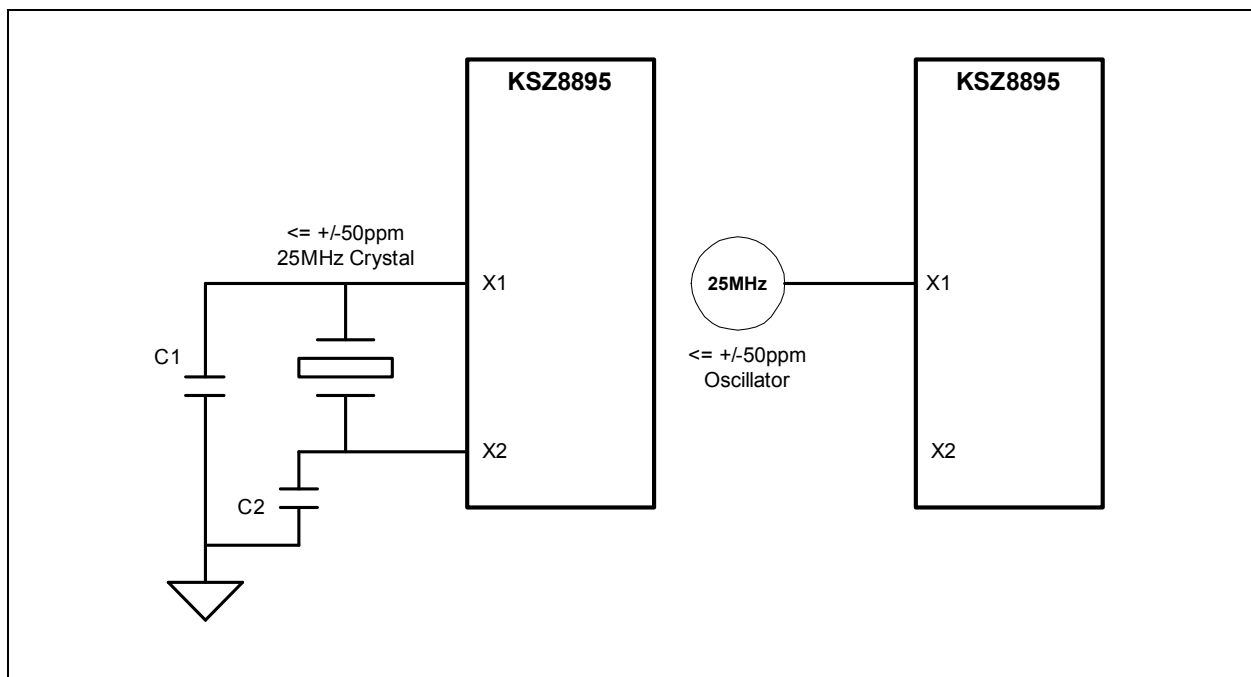 KSZ8895
<= +/-50ppm
25MHz Crystal
X1
C1
X2
C2
KSZ8895
25MHz
X1
<= +/-50ppm
Oscillator
X2